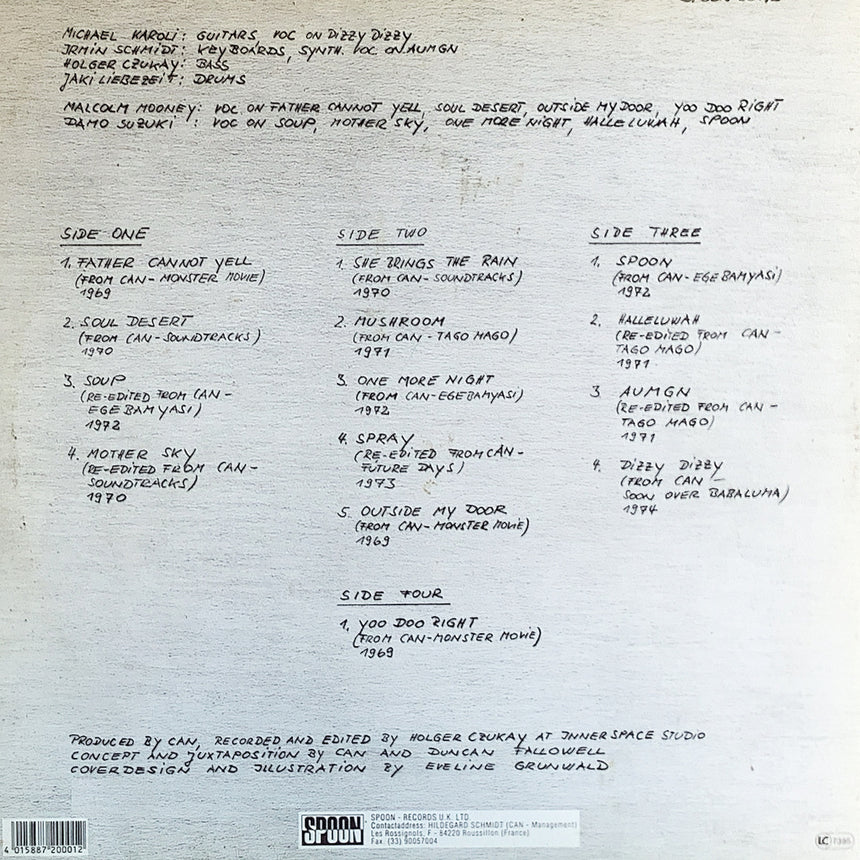 MICHAEL KAROLI: GUITARS, VOC ON DIZZY DIZZY
IRMIN SCHMIDT: KEYBOARDS, SYNTH. VOC ON AUMGN
HOLGER CZUKAY: BASS
JAKI LIEBEZEIT: DRUMS
MALCOLM MOONEY: VOC ON FATHER CANNOT YELL, SOUL DESERT, OUTSIDE MY DOOR, YOO DOO RIGHT
DAMO SUZUKI : VOC ON SOUP, MOTHER SKY, ONE MORE NIGHT, HALLELUWAH, SPOON
SIDE ONE
1. FATHER CANNOT YELL
(FROM CAN- MONSTER MOVIE)
1969
2. SOUL DESERT
(FROM CAN-SOUNDTRACKS)
1970
3. SOUP
(RE-EDITED FROM CAN -
EGE BAMYASI)
1972
4. MOTHER SKY
(RE-EDITED FROM CAN-
SOUNDTRACKS)
1970
SIDE TWO
1. SHE BRINGS THE RAIN
(FROM CAN-SOUNDTRACKS)
1970
2. MUSHROOM
(FROM CAN-TAGO MAGO)
1971
3. ONE MORE NIGHT
(FROM CAN-EGE BAMYASI)
1972
4. SPRAY
(RE-EDITED FROM CAN-
FUTURE DAYS)
1973
5. OUTSIDE MY DOOR
(FROM CAN-MONSTER MOVIE)
1969
SIDE THREE
1. SPOON
(FROM CAN-EGE BAMYASI)
1972
2. HALLELUWAH
(RE-EDITED FROM CAN-
TAGO MAGO)
1971
3 AUMGN
(RE-EDITED FROM CAN -
TAGO MAGO)
1971
4. DIZZY DIZZY
(FROM CAN -
SOON OVER BABALUMA)
1974
SIDE FOUR
1. YOO DOO RIGHT
(FROM CAN-MONSTER MOVIE)
1969
PRODUCED BY CAN, RECORDED AND EDITED BY HOLGER CZUKAY AT INNERSPACE STUDIO
CONCEPT AND JUXTAPOSITION BY CAN AND DUNCAN FALLOWELL
COVERDESIGN AND ILLUSTRATION BY EVELINE GRUNWALD
SPOON
SPOON - RECORDS U.K. LTD
Contactaddress: HILDEGARD SCHMIDT (CAN - Management)
Les Rossignols, F - 84220 Roussillon (France)
Fax. (33) 90057004
4 015887 200012
LC 7395